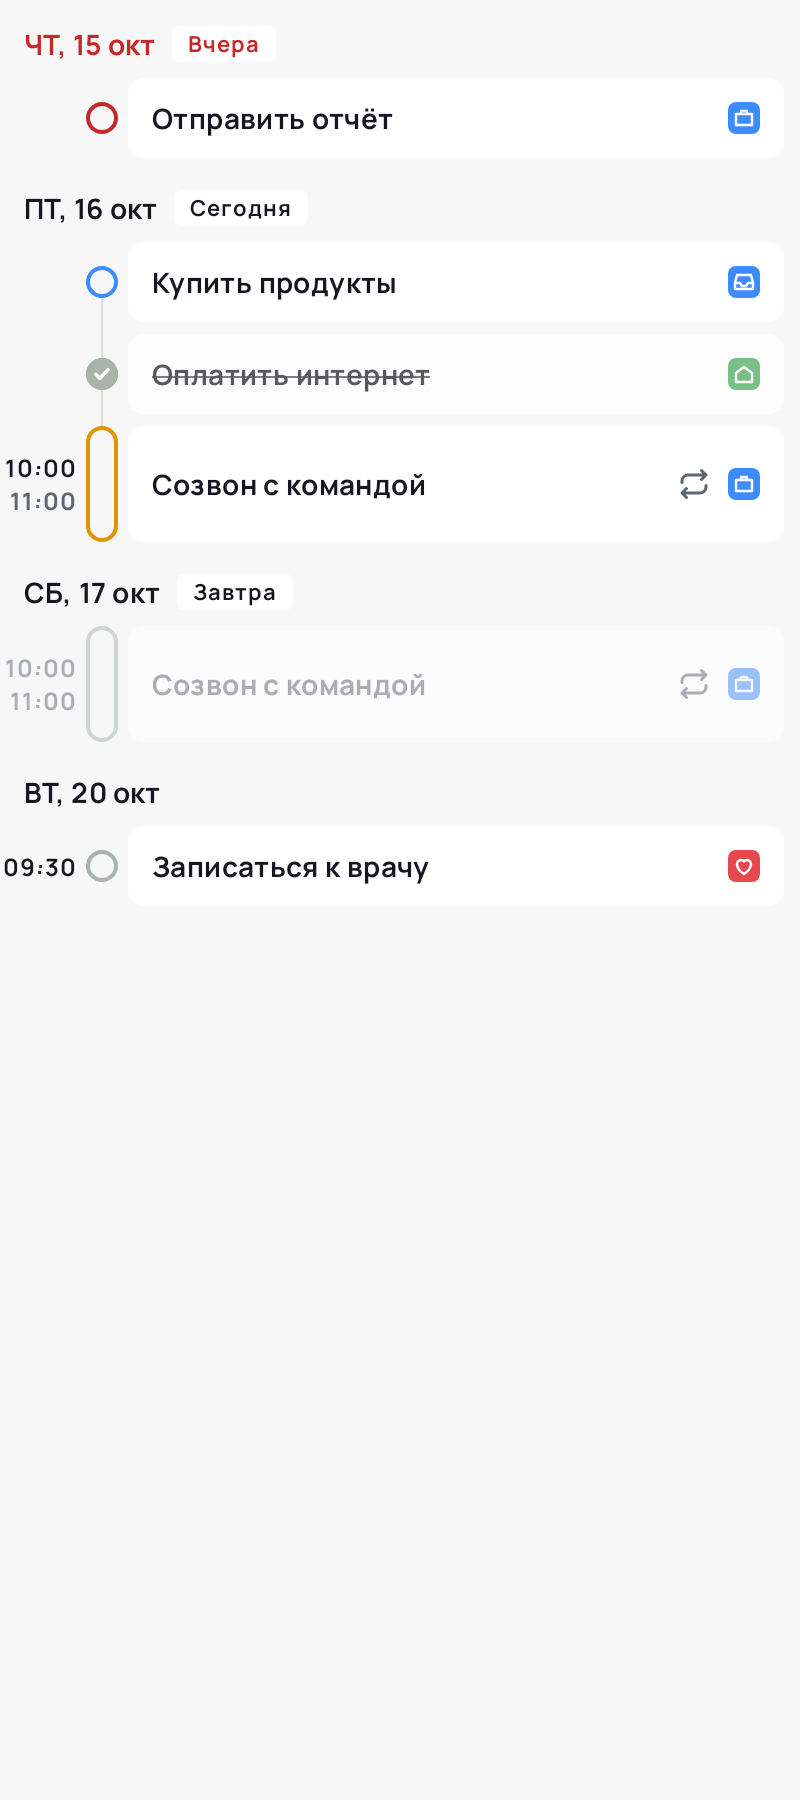 ЧТ, 15 окт Вчера
Отправить отчёт
ПТ, 16 окт Сегодня
Купить продукты
Оплатить интернет
10:00
11:00
Созвон с командой
СБ, 17 окт Завтра
10:00
11:00
Созвон с командой
ВТ, 20 окт
09:30 Записаться к врачу